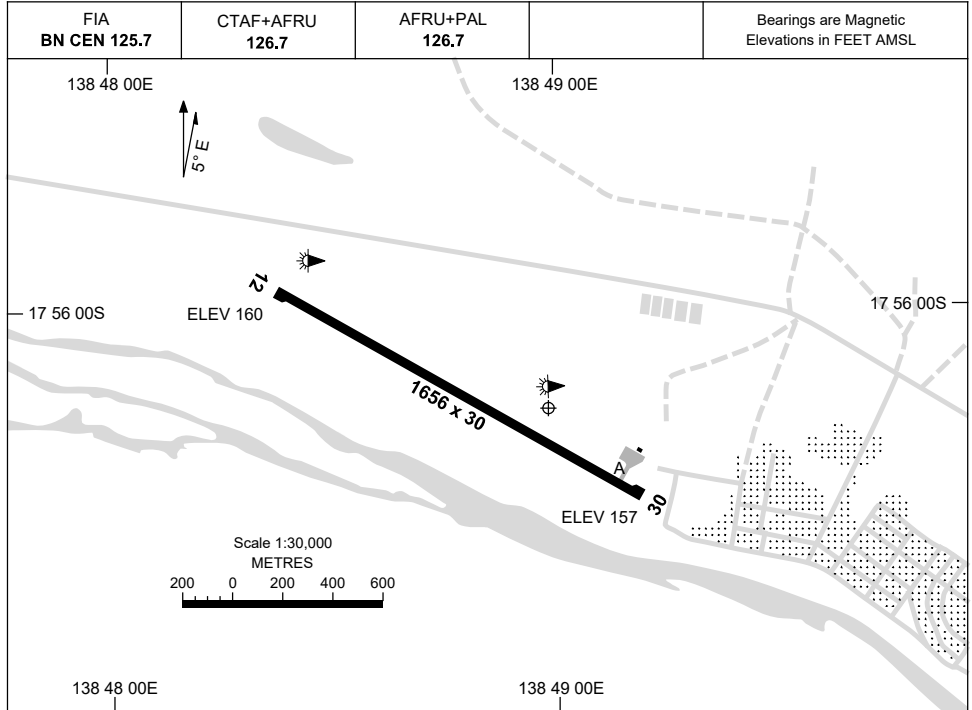 FIA
BN CEN 125.7
CTAF+AFRU
126.7
AFRU+PAL
126.7
Bearings are Magnetic
Elevations in FEET AMSL
138 48 00E
138 49 00E
5° E
12
ELEV 160
17 56 00S
17 56 00S
1656 x 30
A
30
ELEV 157
Scale 1:30,000
METRES
200 0 200 400 600
138 48 00E
138 49 00E